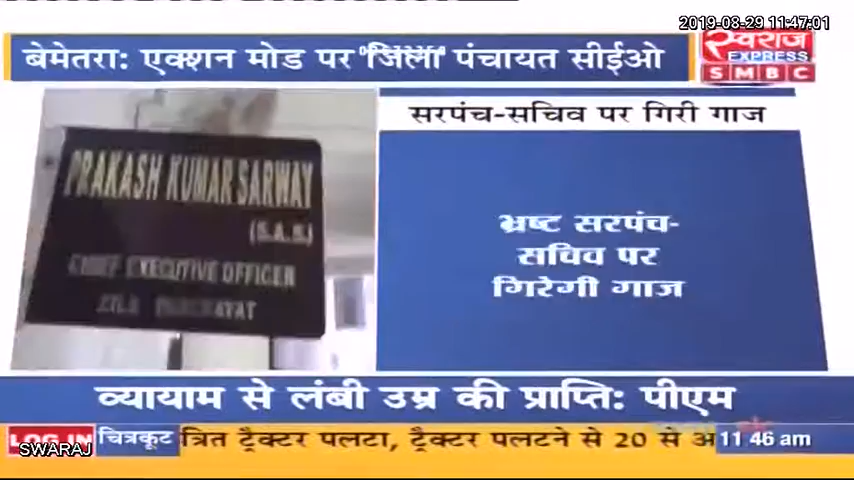 2019-08-29 11:47:01
बेमेतरा: एक्शन मोड पर जिला पंचायत सीईओ
स्वराज
EXPRESS
SMBC
सरपंच-सचिव पर गिरी गाज
PRAKASH KUMAR SARWAY
(S.A.S.)
CHIEF EXECUTIVE OFFICER
ZILA PANCHAYAT
भ्रष्ट सरपंच-
सचिव पर
गिरेगी गाज
व्यायाम से लंबी उम्र की प्राप्ति: पीएम
LOG IN
SWARAJ
चित्रकूट
त्रित ट्रैक्टर पलटा, ट्रैक्टर पलटने से 20 से अ
11 46 am